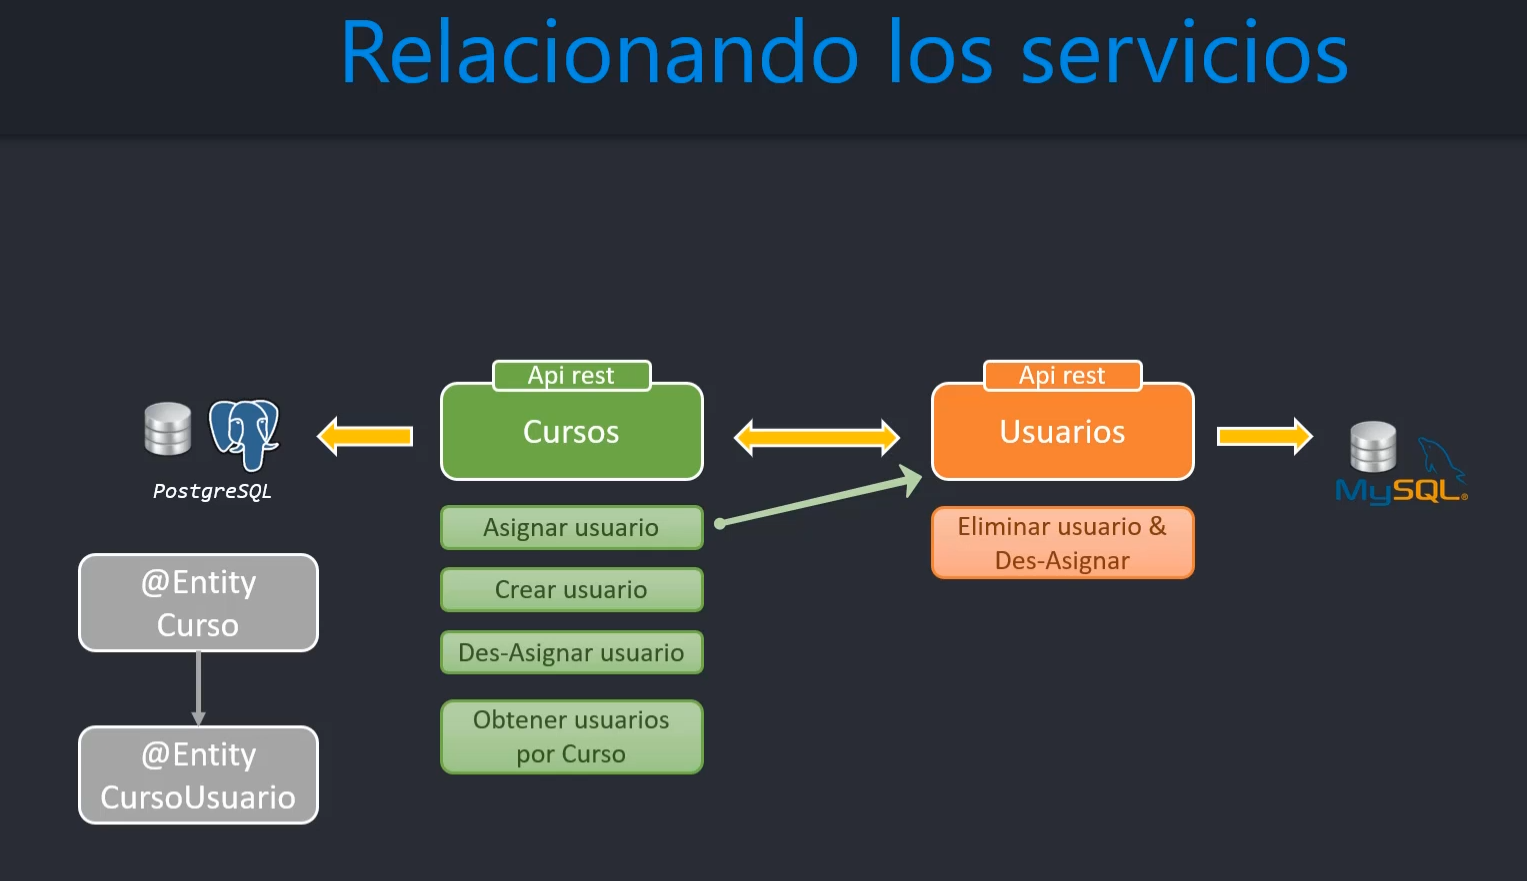 Relacionando los servicios
Api rest
Cursos
Api rest
Usuarios
PostgreSQL
MySQL®
Asignar usuario
Crear usuario
Des-Asignar usuario
Obtener usuarios
por Curso
Eliminar usuario &
Des-Asignar
@Entity
Curso
@Entity
CursoUsuario